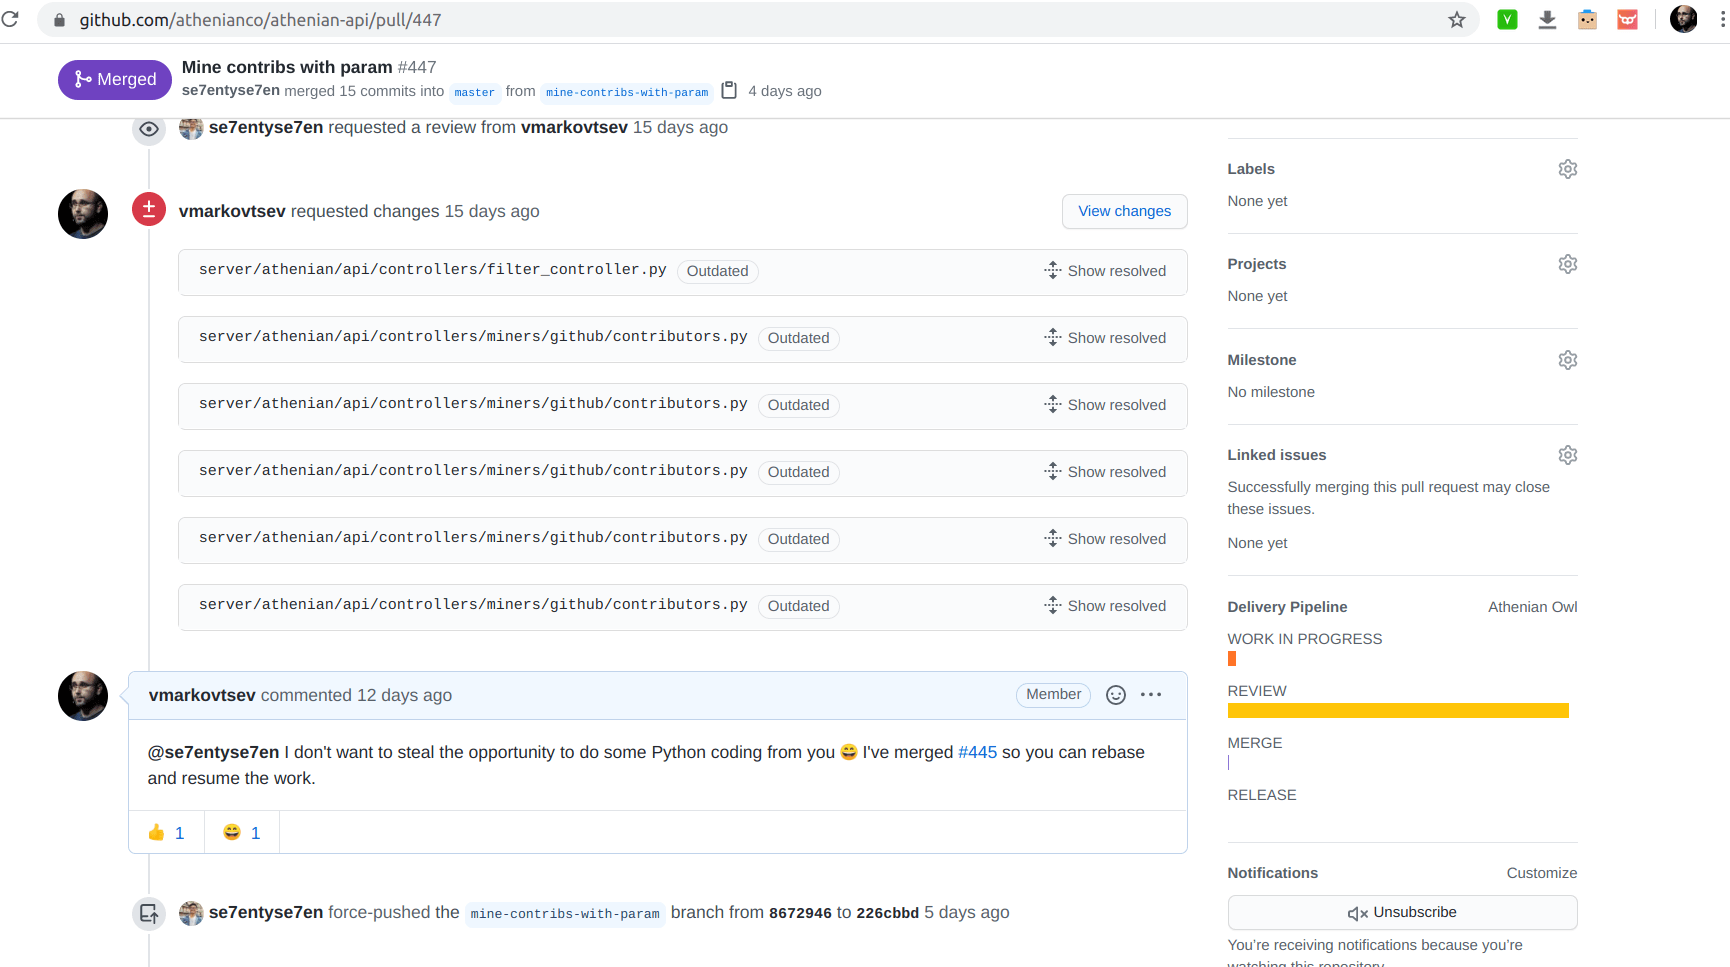 github.com/athenianco/athenian-api/pull/447
Merged
Mine contribs with param #447
se7entyse7en merged 15 commits into master from mine-contribs-with-param 4 days ago
se7entyse7en requested a review from vmarkovtsev 15 days ago
vmarkovtsev requested changes 15 days ago
View changes
server/athenian/api/controllers/filter_controller.py Outdated Show resolved
server/athenian/api/controllers/miners/github/contributors.py Outdated Show resolved
server/athenian/api/controllers/miners/github/contributors.py Outdated Show resolved
server/athenian/api/controllers/miners/github/contributors.py Outdated Show resolved
server/athenian/api/controllers/miners/github/contributors.py Outdated Show resolved
server/athenian/api/controllers/miners/github/contributors.py Outdated Show resolved
vmarkovtsev commented 12 days ago
Member
@se7entyse7en I don't want to steal the opportunity to do some Python coding from you 😄 I've merged #445 so you can rebase
and resume the work.
👍 1 😄 1
se7entyse7en force-pushed the mine-contribs-with-param branch from 8672946 to 226cbbd 5 days ago
Labels
None yet
Projects
None yet
Milestone
No milestone
Linked issues
Successfully merging this pull request may close
these issues.
None yet
Delivery Pipeline Athenian Owl
WORK IN PROGRESS
REVIEW
MERGE
RELEASE
Notifications Customize
Unsubscribe
You're receiving notifications because you're
watching this repository.